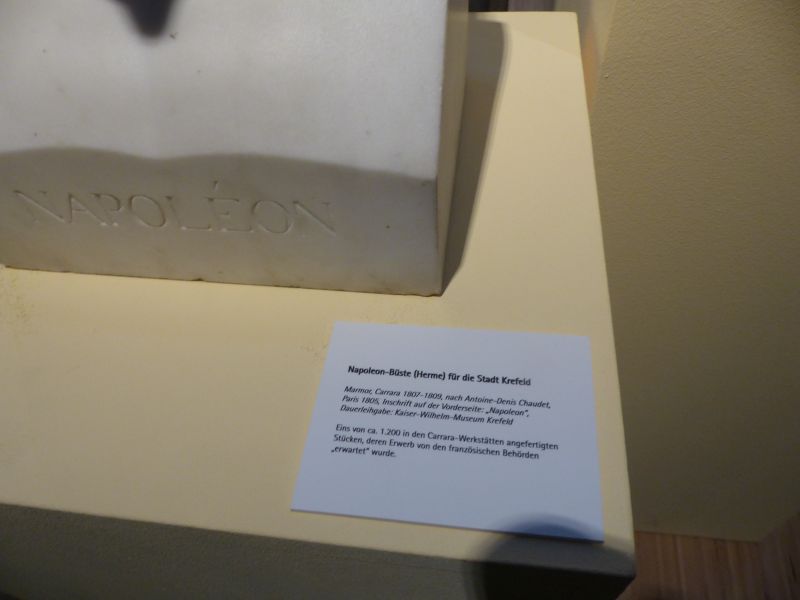 NAPOLÉON
Napoleon-Büste (Herme) für die Stadt Krefeld
Marmor, Carrara 1807-1809, nach Antoine-Denis Chaudet,
Paris 1805, Inschrift auf der Vorderseite: „Napoleon",
Dauerleihgabe: Kaiser-Wilhelm-Museum Krefeld
Eins von ca. 1.200 in den Carrara-Werkstätten angefertigten
Stücken, deren Erwerb von den französischen Behörden
„erwartet" wurde.